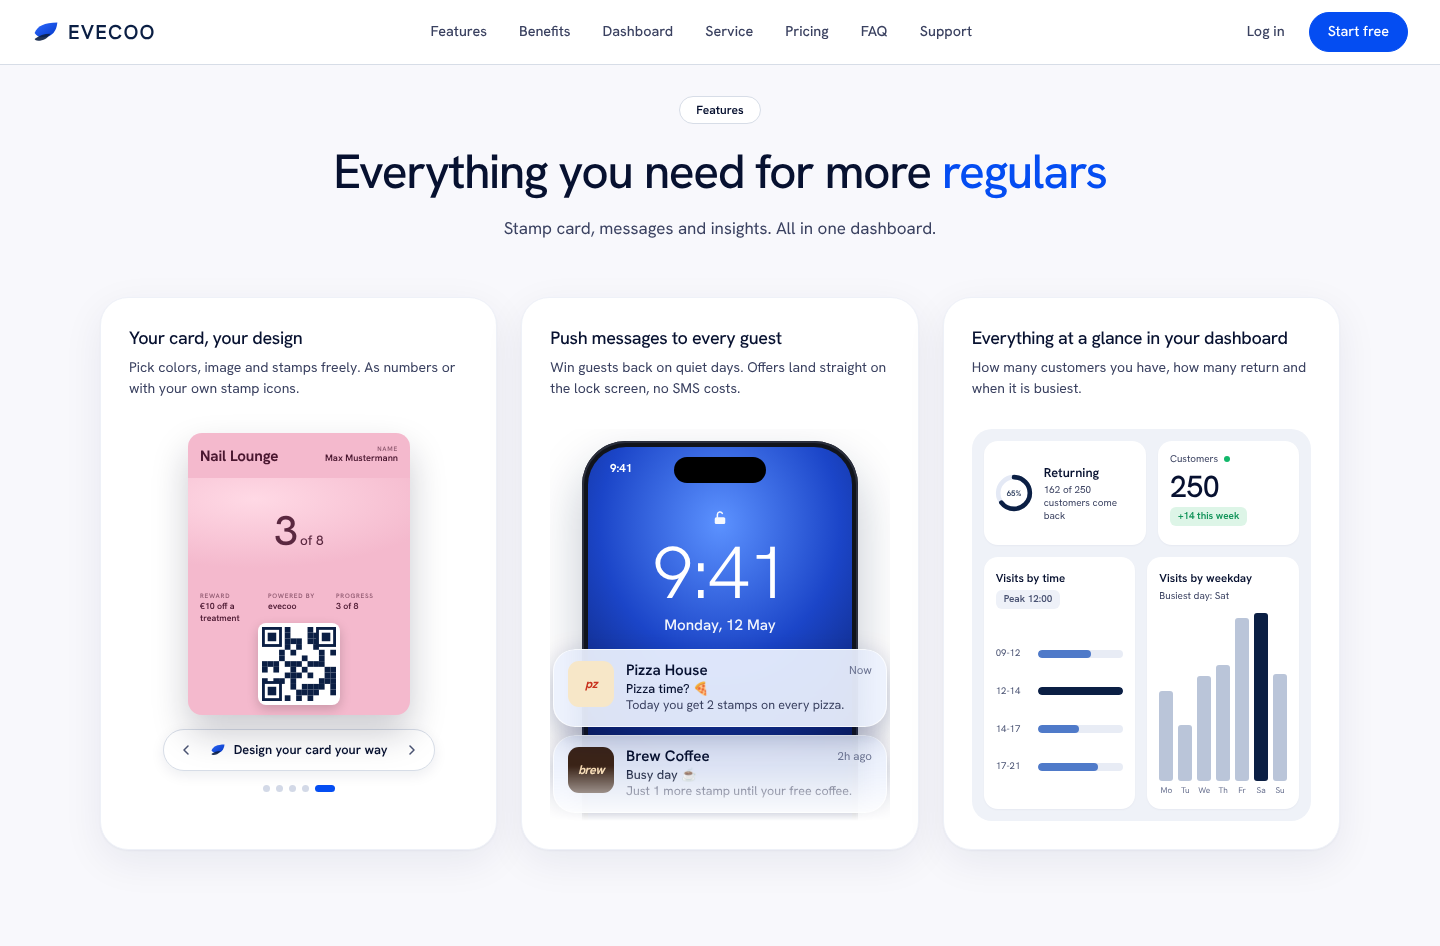 EVECOO
Features
Benefits
Dashboard
Service
Pricing
FAQ
Support
Log in
Start free
Features
Everything you need for more regulars
Stamp card, messages and insights. All in one dashboard.
Your card, your design
Pick colors, image and stamps freely. As numbers or
with your own stamp icons.
Nail Lounge
NAME
Max Mustermann
3 of 8
REWARD
€10 off a
treatment
POWERED BY
evecoo
PROGRESS
3 of 8
Design your card your way
Push messages to every guest
Win guests back on quiet days. Offers land straight on
the lock screen, no SMS costs.
9:41
9:41
Monday, 12 May
pz
Pizza House
Now
Pizza time? 🍕
Today you get 2 stamps on every pizza.
brew
Brew Coffee
2h ago
Busy day ☕
Just 1 more stamp until your free coffee.
Everything at a glance in your dashboard
How many customers you have, how many return and
when it is busiest.
65%
Returning
162 of 250
customers come
back
Customers
250
+14 this week
Visits by time
Peak 12:00
09-12
12-14
14-17
17-21
Visits by weekday
Busiest day: Sat
Mo Tu We Th Fr Sa Su